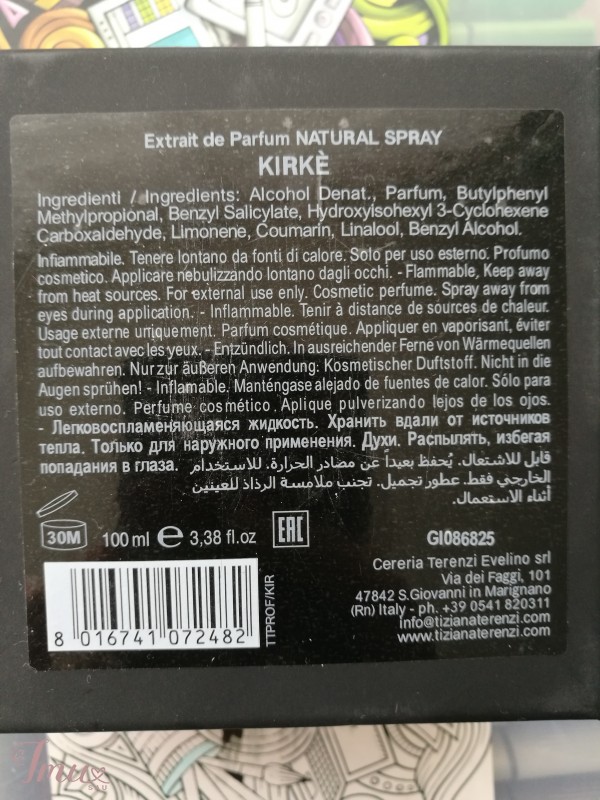 Extrait de Parfum NATURAL SPRAY
KIRKÈ
Ingredienti / Ingredients: Alcohol Denat., Parfum, Butylphenyl
Methylpropional, Benzyl Salicylate, Hydroxyisohexyl 3-Cyclohexene
Carboxaldehyde, Limonene, Coumarin, Linalool, Benzyl Alcohol.
Infiammabile. Tenere lontano da fonti di calore. Solo per uso esterno. Profumo
cosmetico. Applicare nebulizzando lontano dagli occhi. - Flammable, Keep away
from heat sources. For external use enly. Cosmetic perfume. Spray away from
eyes during application. - Inflammable. Tenir à distance de sources de chaleur.
Usage externe urriquement. Parfum cosmétique. Appliquer en vaporisant, éviter
tout contact avec les yeux. - Entzündlich. In ausreichender Ferne von Wärmequellen
aufbewahren. Nur zur äußeren Anwendung: Kosmetischer Duftstoff. Nicht in die
Augen sprühen! - Inflamable. Manténgase alejado de fuentes de calor. Sólo para
uso externo. Perfume cosmético. Aplique pulverizando lejos de los ojos.
- Легковоспламеняющаяся жидкость. Хранить вдали от источников
тепла. Только для наружного применения. Духи. Распылять, избегая
попадания в глаза. قابل للاشتعال. يُحفظ بعيداً عن مصادر الحرارة. للاستخدام
الخارجي فقط. عطور تجميل. تجنب ملامسة الرذاذ للعينين
أثناء الاستعمال.
30M 100 ml e 3,38 fl.oz EAC
GI086825
Cereria Terenzi Evelino srl
Via dei Faggi, 101
47842 S.Giovanni in Marignano
(Rn) Italy - ph. +39 0541 820311
info@tizianaterenzi.com
www.tizianaterenzi.com
8 016741 072482
TTPROF/KIR